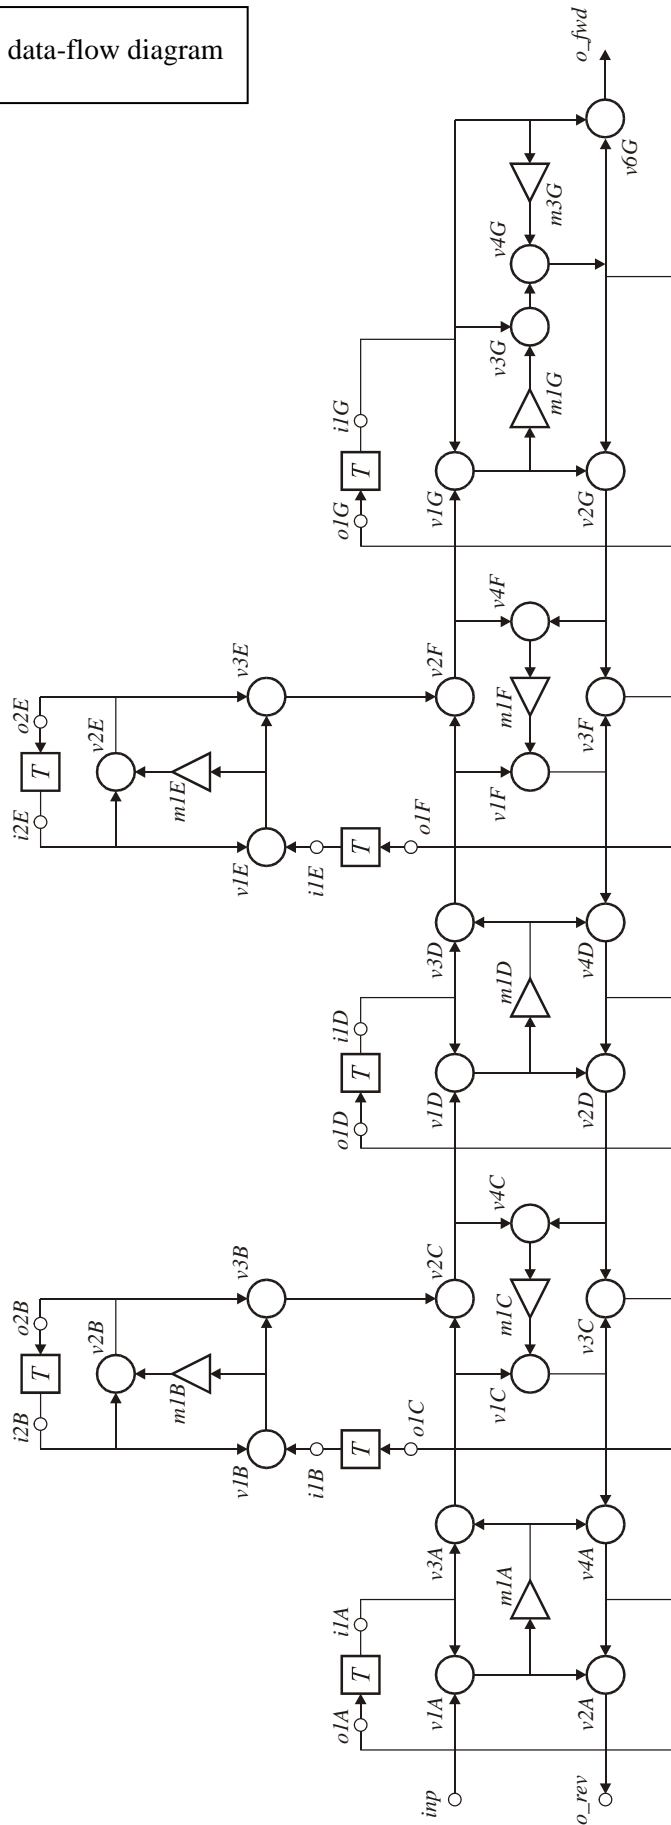 data-flow diagram
o_fwd
v6G
m3G
v4G
v3G
m1G
i1G
T
o1G
v1G
v2G
v4F
v3E
v2F
o2E
v2E
m1F
v3F
T
m1E
v1F
i2E
o1F
v1E
T
i1E
v3D
v4D
m1D
i1D
T
v1D
v2D
o1D
v4C
v3B
v2C
o2B
v2B
m1C
v3C
T
m1B
v1C
i2B
o1C
v1B
T
i1B
v3A
v4A
m1A
i1A
T
v1A
v2A
o1A
inp
o_rev